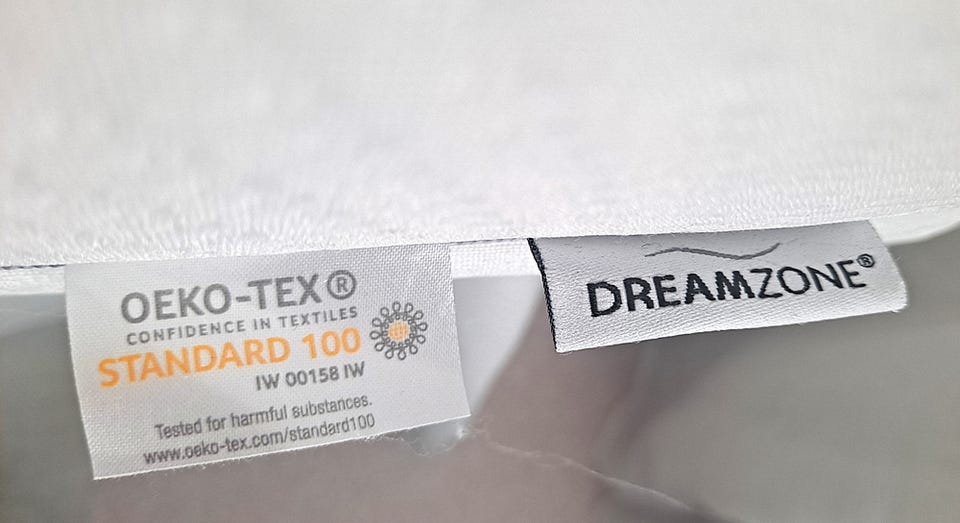 OEKO-TEX®
CONFIDENCE IN TEXTILES
STANDARD 100
IW 00158 IW
Tested for harmful substances.
www.oeko-tex.com/standard100
DREAMZONE®